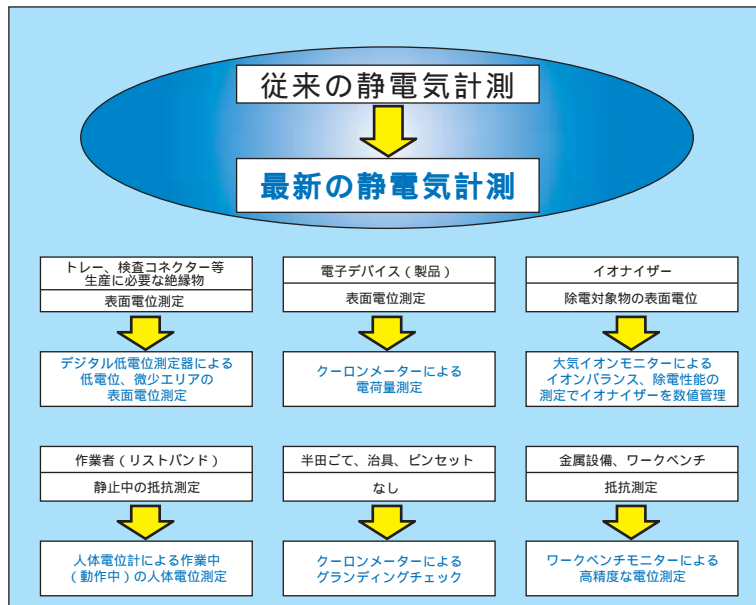 従来の静電気計測
最新の静電気計測
トレー、検査コネクター等
生産に必要な絶縁物
表面電位測定
デジタル低電位測定器による
低電位、微少エリアの
表面電位測定
電子デバイス(製品)
表面電位測定
クーロンメーターによる
電荷量測定
イオナイザー
除電対象物の表面電位
大気イオンモニターによる
イオンバランス、除電性能の
測定でイオナイザーを数値管理
作業者(リストバンド)
静止中の抵抗測定
人体電位計による作業中
(動作中)の人体電位測定
半田ごて、治具、ピンセット
なし
クーロンメーターによる
グランディングチェック
金属設備、ワークベンチ
抵抗測定
ワークベンチモニターによる
高精度な電位測定